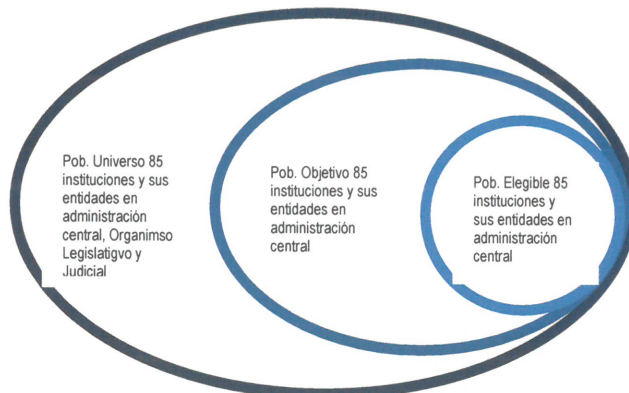 Pob. Universo 85
instituciones y sus
entidades en
administración
central, Organimso
Legislatigvo y
Judicial
Pob. Objetivo 85
instituciones y sus
entidades en
administración
central
Pob. Elegible 85
instituciones y
sus entidades en
administración
central